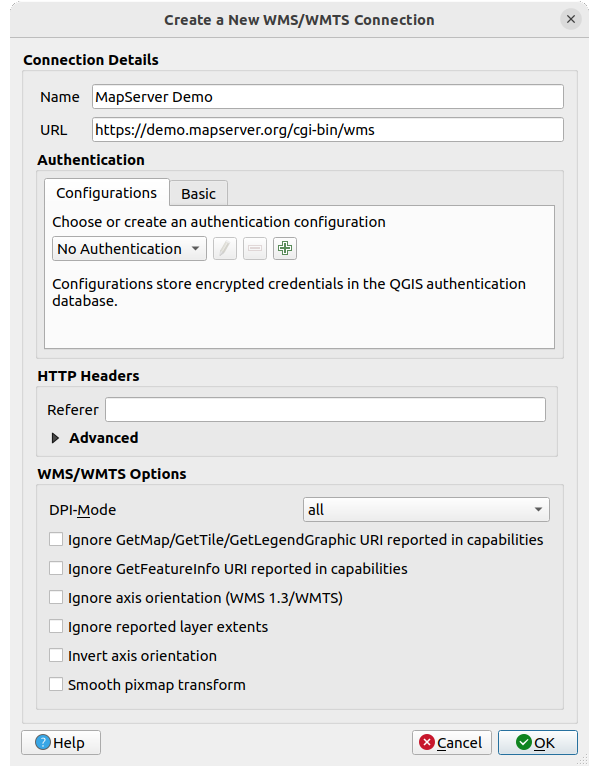 Create a New WMS/WMTS Connection
Connection Details
Name MapServer Demo
URL https://demo.mapserver.org/cgi-bin/wms
Authentication
Configurations Basic
Choose or create an authentication configuration
No Authentication
Configurations store encrypted credentials in the QGIS authentication
database.
HTTP Headers
Referer
Advanced
WMS/WMTS Options
DPI-Mode all
Ignore GetMap/GetTile/GetLegendGraphic URI reported in capabilities
Ignore GetFeatureInfo URI reported in capabilities
Ignore axis orientation (WMS 1.3/WMTS)
Ignore reported layer extents
Invert axis orientation
Smooth pixmap transform
Help Cancel OK